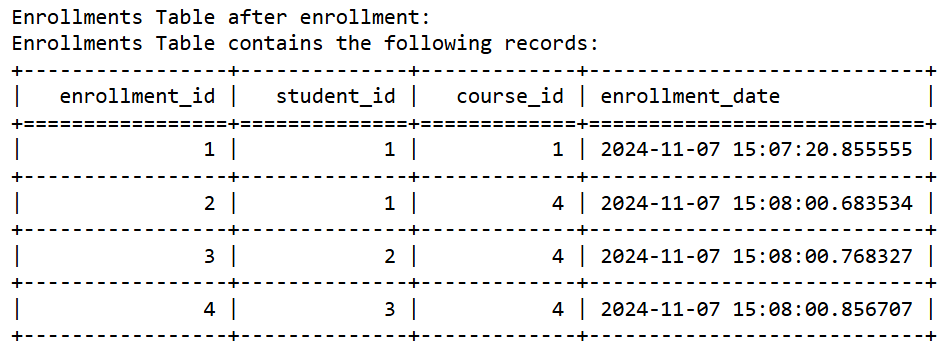 Enrollments Table after enrollment:
Enrollments Table contains the following records:
+-----------------+--------------+-------------+----------------------------+
|   enrollment_id |   student_id |   course_id | enrollment_date            |
+=================+==============+=============+============================+
|               1 |            1 |           1 | 2024-11-07 15:07:20.855555 |
+-----------------+--------------+-------------+----------------------------+
|               2 |            1 |           4 | 2024-11-07 15:08:00.683534 |
+-----------------+--------------+-------------+----------------------------+
|               3 |            2 |           4 | 2024-11-07 15:08:00.768327 |
+-----------------+--------------+-------------+----------------------------+
|               4 |            3 |           4 | 2024-11-07 15:08:00.856707 |
+-----------------+--------------+-------------+----------------------------+